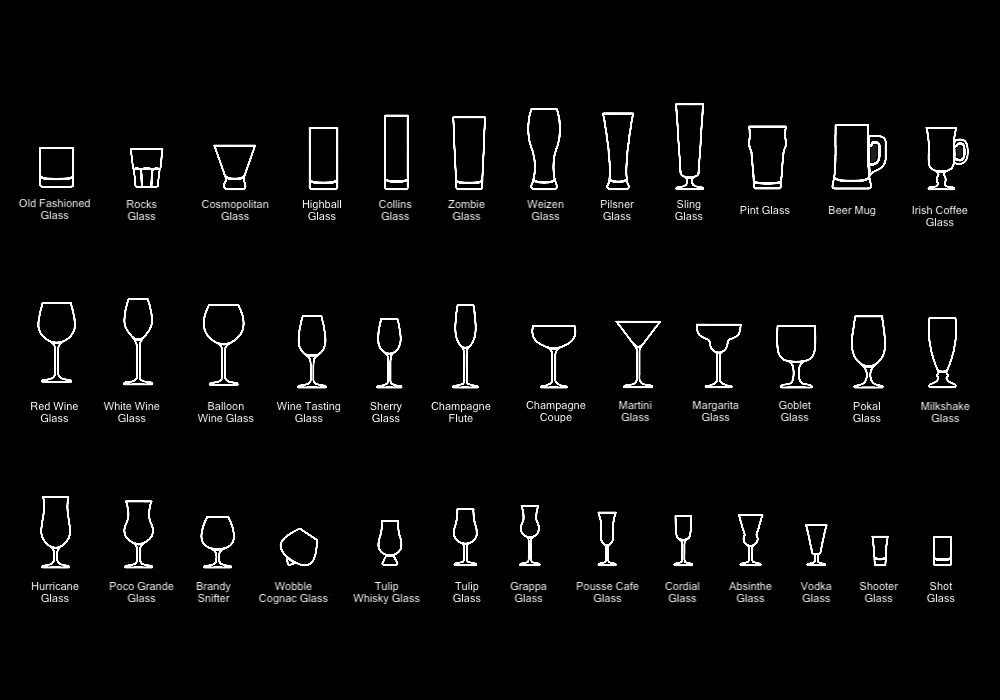 Old Fashioned
Glass
Rocks
Glass
Cosmopolitan
Glass
Highball
Glass
Collins
Glass
Zombie
Glass
Weizen
Glass
Pilsner
Glass
Sling
Glass
Pint Glass
Beer Mug
Irish Coffee
Glass
Red Wine
Glass
White Wine
Glass
Balloon
Wine Glass
Wine Tasting
Glass
Sherry
Glass
Champagne
Flute
Champagne
Coupe
Martini
Glass
Margarita
Glass
Goblet
Glass
Pokal
Glass
Milkshake
Glass
Hurricane
Glass
Poco Grande
Glass
Brandy
Snifter
Wobble
Cognac Glass
Tulip
Whisky Glass
Tulip
Glass
Grappa
Glass
Pousse Cafe
Glass
Cordial
Glass
Absinthe
Glass
Vodka
Glass
Shooter
Glass
Shot
Glass